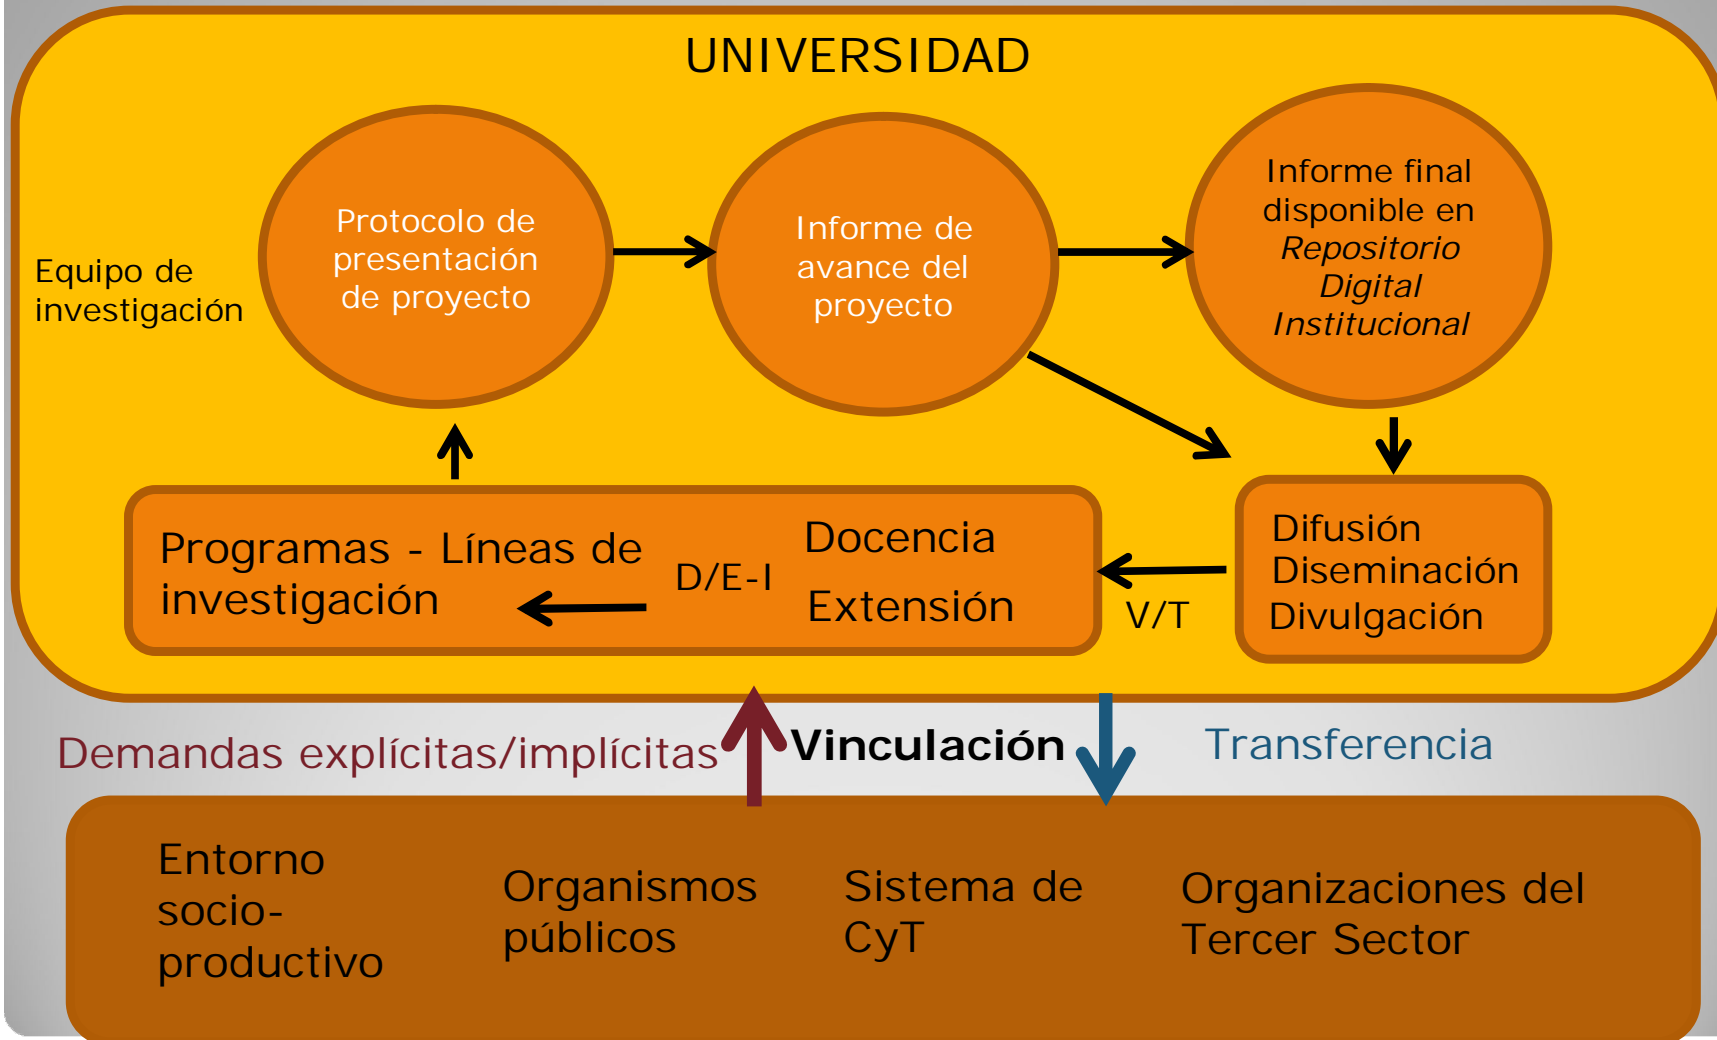 UNIVERSIDAD
Equipo de
investigación
Protocolo de
presentación
de proyecto
Informe de
avance del
proyecto
Informe final
disponible en
Repositorio
Digital
Institucional
Programas - Líneas de
investigación
D/E-I
Docencia
Extensión
V/T
Difusión
Diseminación
Divulgación
Demandas explícitas/implícitas
Vinculación
Transferencia
Entorno
socio-
productivo
Organismos
públicos
Sistema de
CyT
Organizaciones del
Tercer Sector